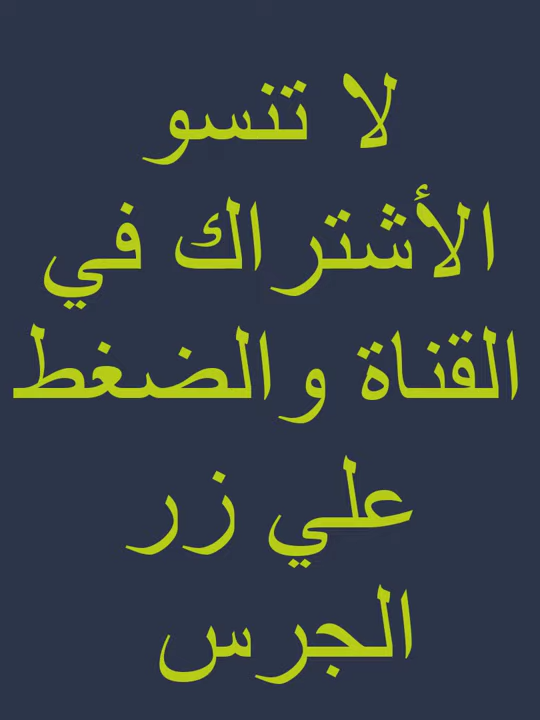 لا تنسو
الأشتراك في
القناة والضغط
علي زر
الجرس